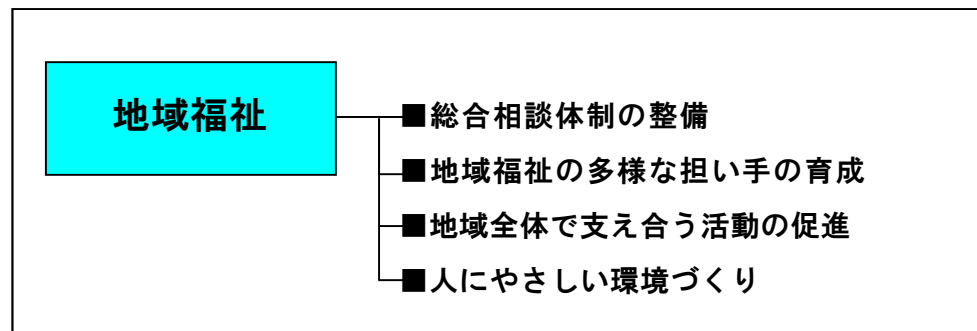 地域福祉
■総合相談体制の整備
■地域福祉の多様な担い手の育成
■地域全体で支え合う活動の促進
■人にやさしい環境づくり